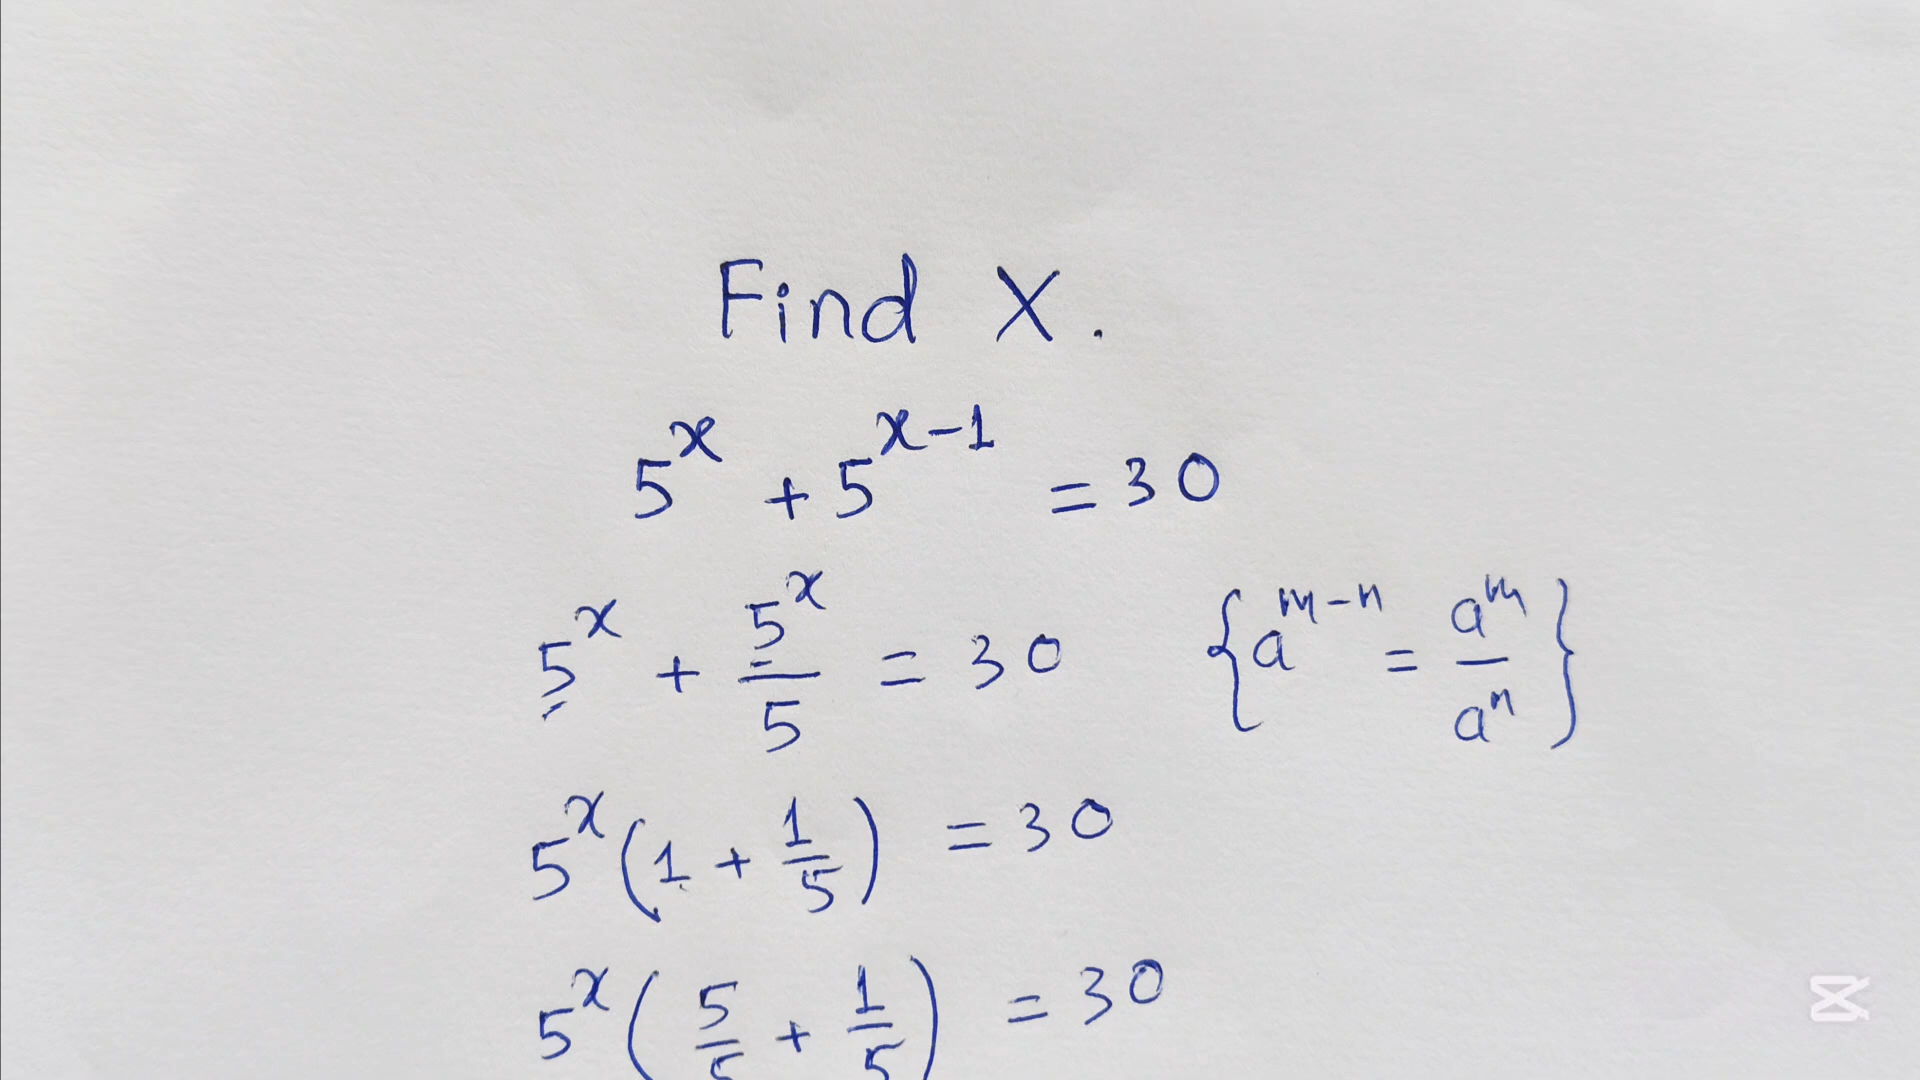 Find X.
5^x + 5^(x-1) = 30
5^x + 5^x/5 = 30 {a^(m-n) = a^m/a^n}
5^x(1 + 1/5) = 30
5^x(5/5 + 1/5) = 30